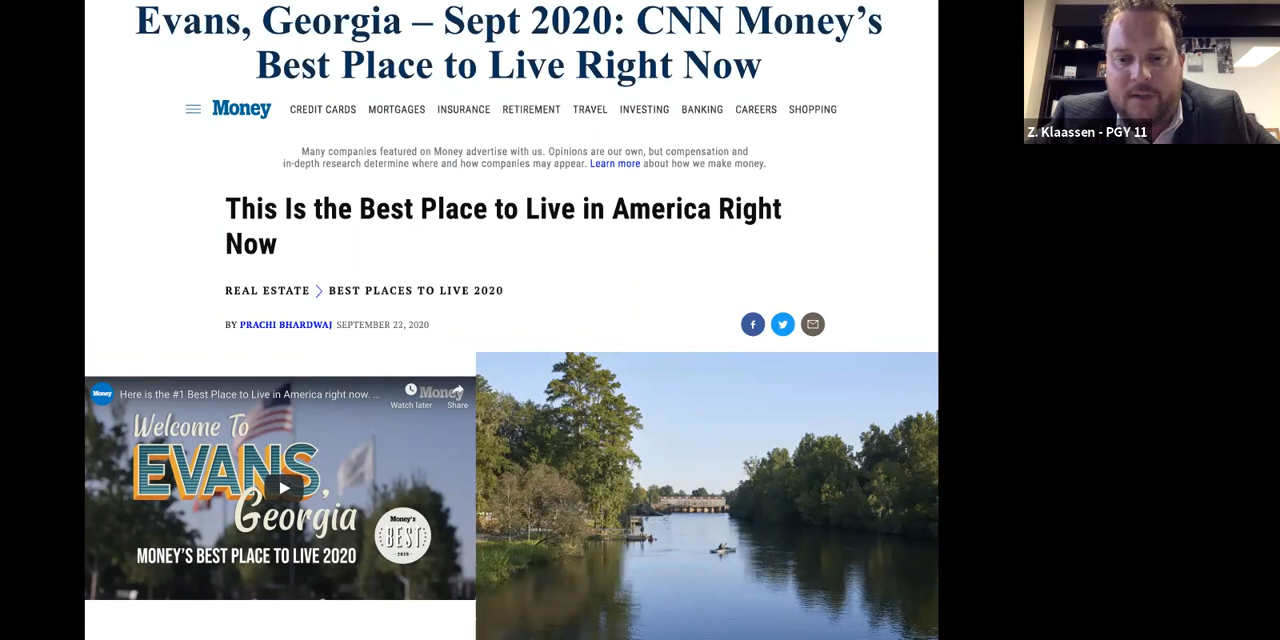 Evans, Georgia – Sept 2020: CNN Money’s
Best Place to Live Right Now
Money
CREDIT CARDS MORTGAGES INSURANCE RETIREMENT TRAVEL INVESTING BANKING CAREERS SHOPPING
Many companies featured on Money advertise with us. Opinions are our own, but compensation and
in-depth research determine where and how companies may appear. Learn more about how we make money.
This Is the Best Place to Live in America Right
Now
REAL ESTATE > BEST PLACES TO LIVE 2020
BY PRACHI BHARDWAJ SEPTEMBER 22, 2020
Money
Here is the #1 Best Place to Live in America right now. ...
Money
Watch later
Share
Welcome To
EVANS,
Georgia
MONEY'S BEST PLACE TO LIVE 2020
Money's
BEST
2020
Z. Klaassen - PGY 11